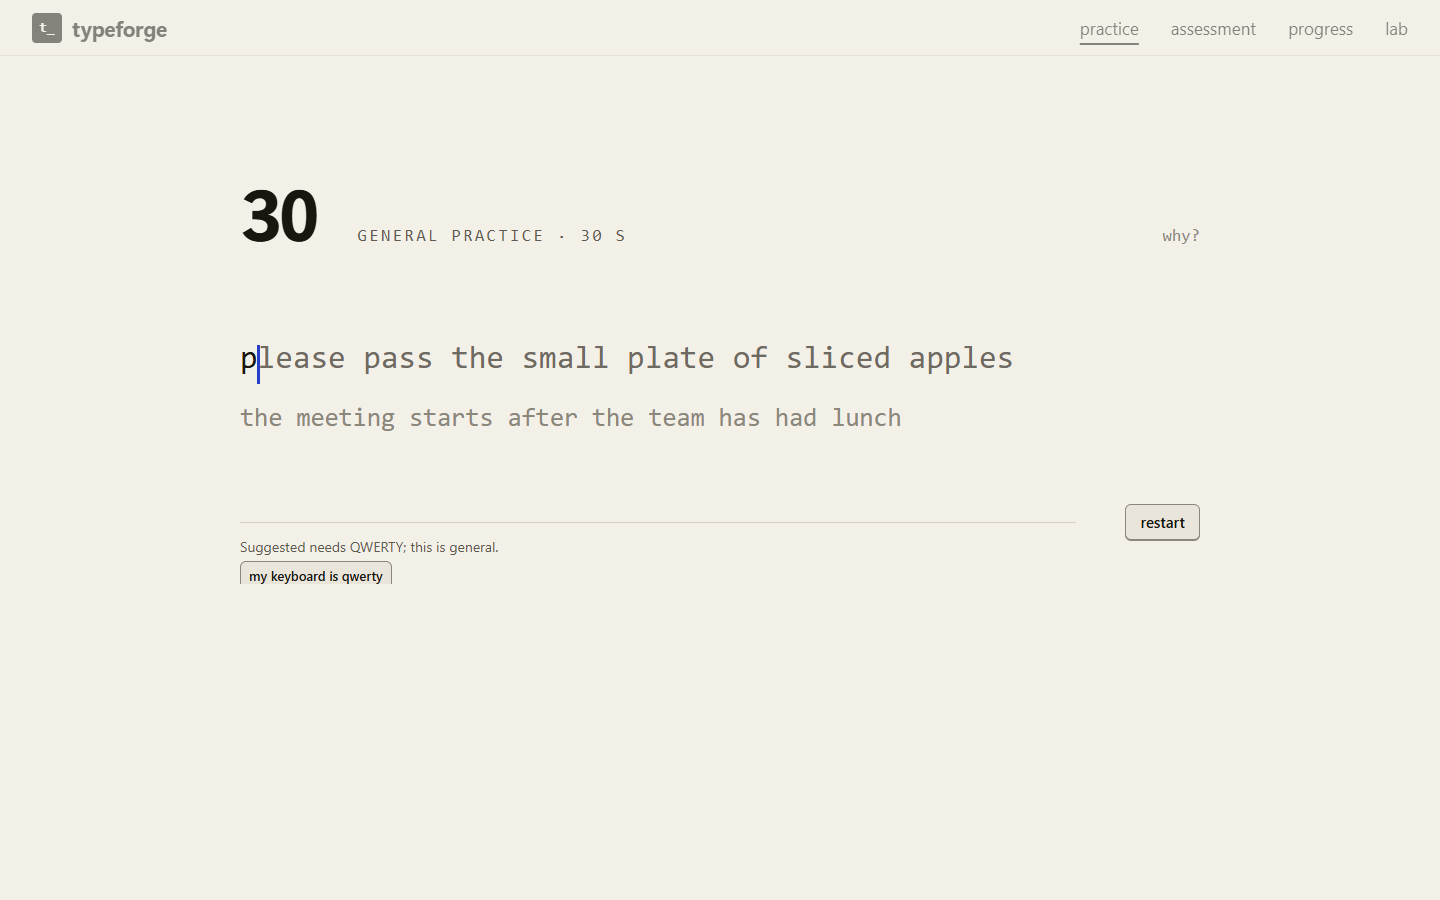 t_ typeforge
practice assessment progress lab
30 GENERAL PRACTICE · 30 S why?
please pass the small plate of sliced apples
the meeting starts after the team has had lunch
restart
Suggested needs QWERTY; this is general.
my keyboard is qwerty